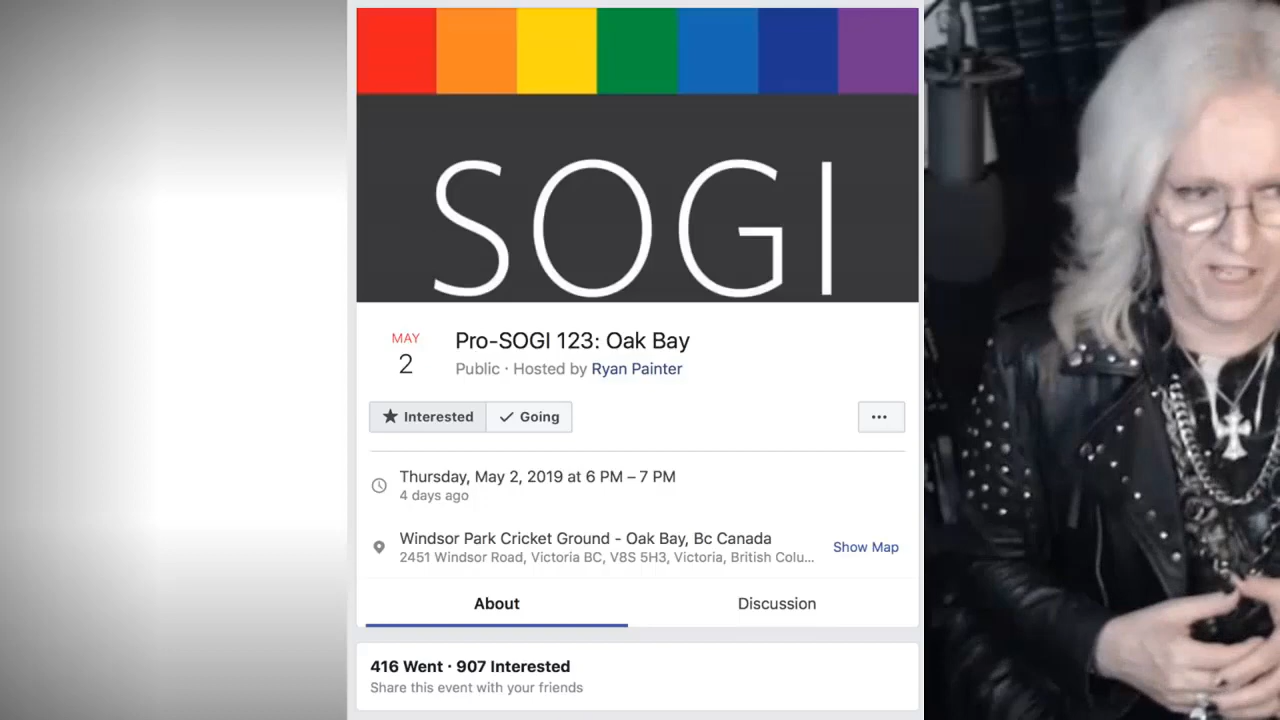 SOGI
MAY
2
Pro-SOGI 123: Oak Bay
Public · Hosted by Ryan Painter
★ Interested
✓ Going
···
Thursday, May 2, 2019 at 6 PM – 7 PM
4 days ago
Windsor Park Cricket Ground - Oak Bay, Bc Canada
2451 Windsor Road, Victoria BC, V8S 5H3, Victoria, British Colu...
Show Map
About
Discussion
416 Went · 907 Interested
Share this event with your friends